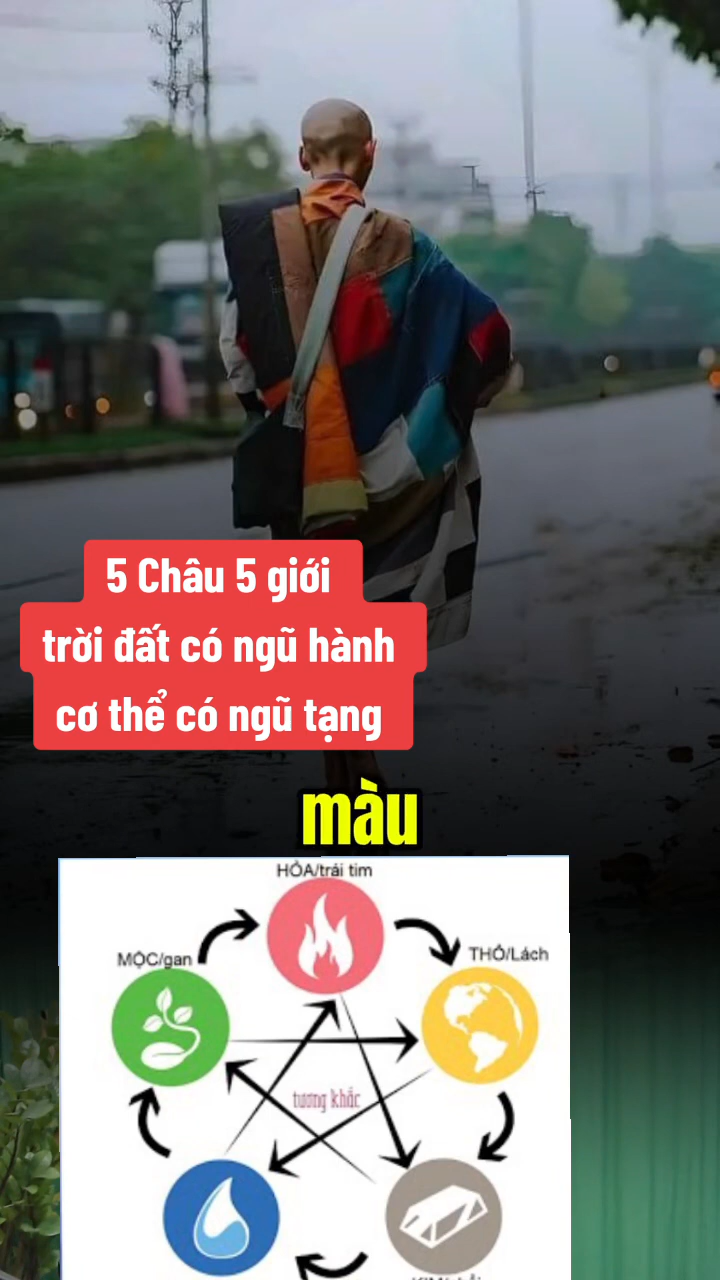 5 Châu 5 giới
trời đất có ngũ hành
cơ thể có ngũ tạng
màu
HỎA/trái tim
MỘC/gan
THỔ/Lách
tương khắc